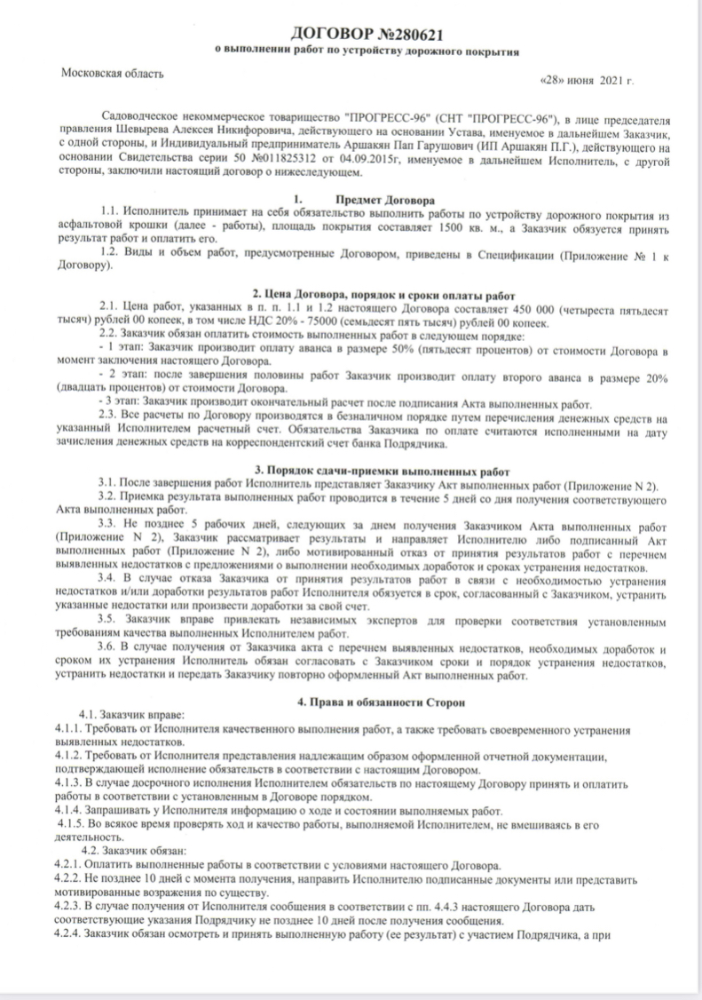 ДОГОВОР №280621
о выполнении работ по устройству дорожного покрытия
Московская область
«28» июня 2021 г.
Садоводческое некоммерческое товарищество "ПРОГРЕСС-96" (СНТ "ПРОГРЕСС-96"), в лице председателя
правления Шевырева Алексея Никифоровича, действующего на основании Устава, именуемое в дальнейшем Заказчик,
с одной стороны, и Индивидуальный предприниматель Аршакян Пап Гарушович (ИП Аршакян П.Г.), действующего на
основании Свидетельства серии 50 №011825312 от 04.09.2015г, именуемое в дальнейшем Исполнитель, с другой
стороны, заключили настоящий договор о нижеследующем.
1. Предмет Договора
1.1. Исполнитель принимает на себя обязательство выполнить работы по устройству дорожного покрытия из
асфальтовой крошки (далее - работы), площадь покрытия составляет 1500 кв. м., а Заказчик обязуется принять
результат работ и оплатить его.
1.2. Виды и объем работ, предусмотренные Договором, приведены в Спецификации (Приложение № 1 к
Договору).
2. Цена Договора, порядок и сроки оплаты работ
2.1. Цена работ, указанных в п. п. 1.1 и 1.2 настоящего Договора составляет 450 000 (четыреста пятьдесят
тысяч) рублей 00 копеек, в том числе НДС 20% - 75000 (семьдесят пять тысяч) рублей 00 копеек.
2.2. Заказчик обязан оплатить стоимость выполненных работ в следующем порядке:
- 1 этап: Заказчик производит оплату аванса в размере 50% (пятьдесят процентов) от стоимости Договора в
момент заключения настоящего Договора.
- 2 этап: после завершения половины работ Заказчик производит оплату второго аванса в размере 20%
(двадцать процентов) от стоимости Договора.
- 3 этап: Заказчик производит окончательный расчет после подписания Акта выполненных работ.
2.3. Все расчеты по Договору производятся в безналичном порядке путем перечисления денежных средств на
указанный Исполнителем расчетный счет. Обязательства Заказчика по оплате считаются исполненными на дату
зачисления денежных средств на корреспондентский счет банка Подрядчика.
3. Порядок сдачи-приемки выполненных работ
3.1. После завершения работ Исполнитель представляет Заказчику Акт выполненных работ (Приложение N 2).
3.2. Приемка результата выполненных работ проводится в течение 5 дней со дня получения соответствующего
Акта выполненных работ.
3.3. Не позднее 5 рабочих дней, следующих за днем получения Заказчиком Акта выполненных работ
(Приложение N 2), Заказчик рассматривает результаты и направляет Исполнителю либо подписанный Акт
выполненных работ (Приложение N 2), либо мотивированный отказ от принятия результатов работ с перечнем
выявленных недостатков с предложениями о выполнении необходимых доработок и сроках устранения недостатков.
3.4. В случае отказа Заказчика от принятия результатов работ в связи с необходимостью устранения
недостатков и/или доработки результатов работ Исполнителя обязуется в срок, согласованный с Заказчиком, устранить
указанные недостатки или произвести доработки за свой счет.
3.5. Заказчик вправе привлекать независимых экспертов для проверки соответствия установленным
требованиям качества выполненных Исполнителем работ.
3.6. В случае получения от Заказчика акта с перечнем выявленных недостатков, необходимых доработок и
сроком их устранения Исполнитель обязан согласовать с Заказчиком сроки и порядок устранения недостатков,
устранить недостатки и передать Заказчику повторно оформленный Акт выполненных работ.
4. Права и обязанности Сторон
4.1. Заказчик вправе:
4.1.1. Требовать от Исполнителя качественного выполнения работ, а также требовать своевременного устранения
выявленных недостатков.
4.1.2. Требовать от Исполнителя представления надлежащим образом оформленной отчетной документации,
подтверждающей исполнение обязательств в соответствии с настоящим Договором.
4.1.3. В случае досрочного исполнения Исполнителем обязательств по настоящему Договору принять и оплатить
работы в соответствии с установленным в Договоре порядком.
4.1.4. Запрашивать у Исполнителя информацию о ходе и состоянии выполняемых работ.
4.1.5. Во всякое время проверять ход и качество работы, выполняемой Исполнителем, не вмешиваясь в его
деятельность.
4.2. Заказчик обязан:
4.2.1. Оплатить выполненные работы в соответствии с условиями настоящего Договора.
4.2.2. Не позднее 10 дней с момента получения, направить Исполнителю подписанные документы или представить
мотивированные возражения по существу.
4.2.3. В случае получения от Исполнителя сообщения в соответствии с пп. 4.4.3 настоящего Договора дать
соответствующие указания Подрядчику не позднее 10 дней после получения сообщения.
4.2.4. Заказчик обязан осмотреть и принять выполненную работу (ее результат) с участием Подрядчика, а при